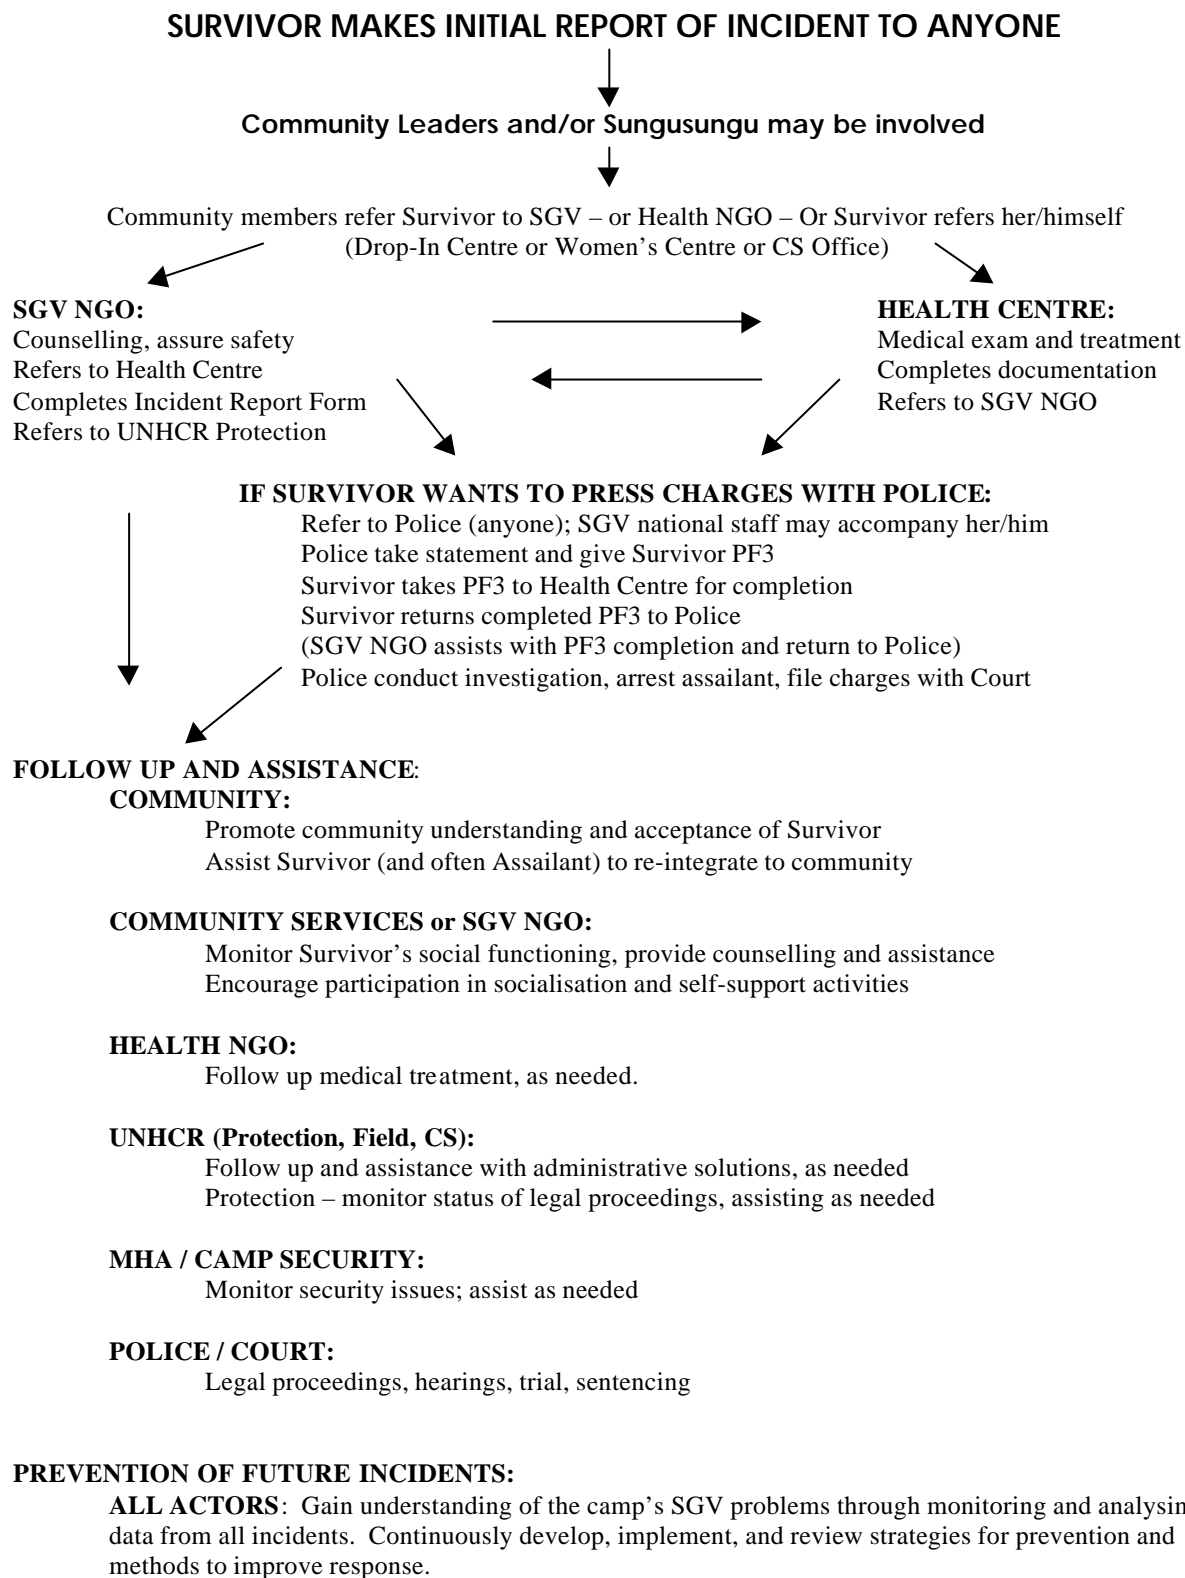 SURVIVOR MAKES INITIAL REPORT OF INCIDENT TO ANYONE
Community Leaders and/or Sungusungu may be involved
Community members refer Survivor to SGV – or Health NGO – Or Survivor refers her/himself
(Drop-In Centre or Women's Centre or CS Office)
SGV NGO:
Counselling, assure safety
Refers to Health Centre
Completes Incident Report Form
Refers to UNHCR Protection
HEALTH CENTRE:
Medical exam and treatment
Completes documentation
Refers to SGV NGO
IF SURVIVOR WANTS TO PRESS CHARGES WITH POLICE:
Refer to Police (anyone); SGV national staff may accompany her/him
Police take statement and give Survivor PF3
Survivor takes PF3 to Health Centre for completion
Survivor returns completed PF3 to Police
(SGV NGO assists with PF3 completion and return to Police)
Police conduct investigation, arrest assailant, file charges with Court
FOLLOW UP AND ASSISTANCE:
COMMUNITY:
Promote community understanding and acceptance of Survivor
Assist Survivor (and often Assailant) to re-integrate to community
COMMUNITY SERVICES or SGV NGO:
Monitor Survivor's social functioning, provide counselling and assistance
Encourage participation in socialisation and self-support activities
HEALTH NGO:
Follow up medical treatment, as needed.
UNHCR (Protection, Field, CS):
Follow up and assistance with administrative solutions, as needed
Protection – monitor status of legal proceedings, assisting as needed
MHA / CAMP SECURITY:
Monitor security issues; assist as needed
POLICE / COURT:
Legal proceedings, hearings, trial, sentencing
PREVENTION OF FUTURE INCIDENTS:
ALL ACTORS: Gain understanding of the camp's SGV problems through monitoring and analysin
data from all incidents. Continuously develop, implement, and review strategies for prevention and
methods to improve response.